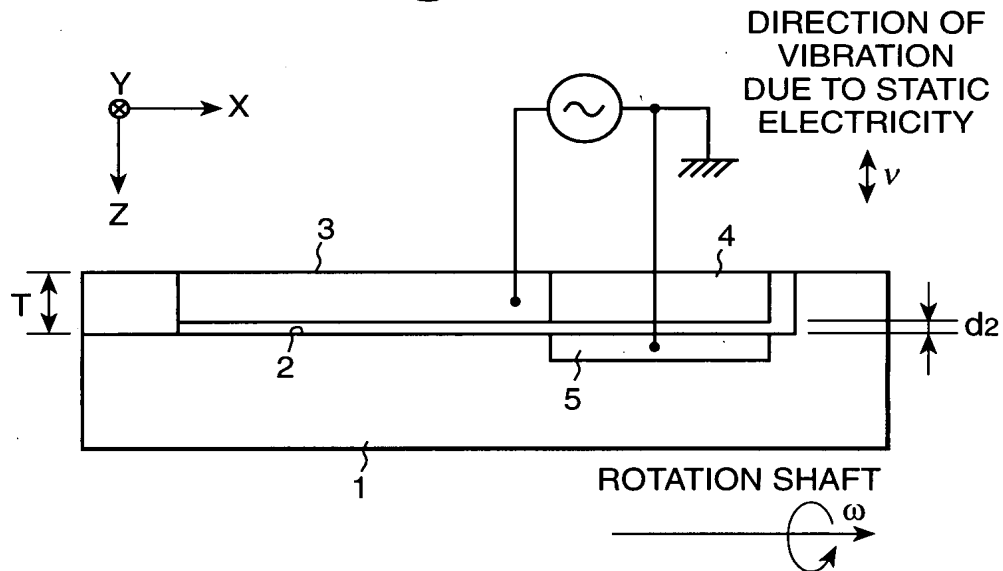 DIRECTION OF
VIBRATION
DUE TO STATIC
ELECTRICITY
ν
Y
X
Z
3
4
T
2
d2
5
1
ROTATION SHAFT
ω